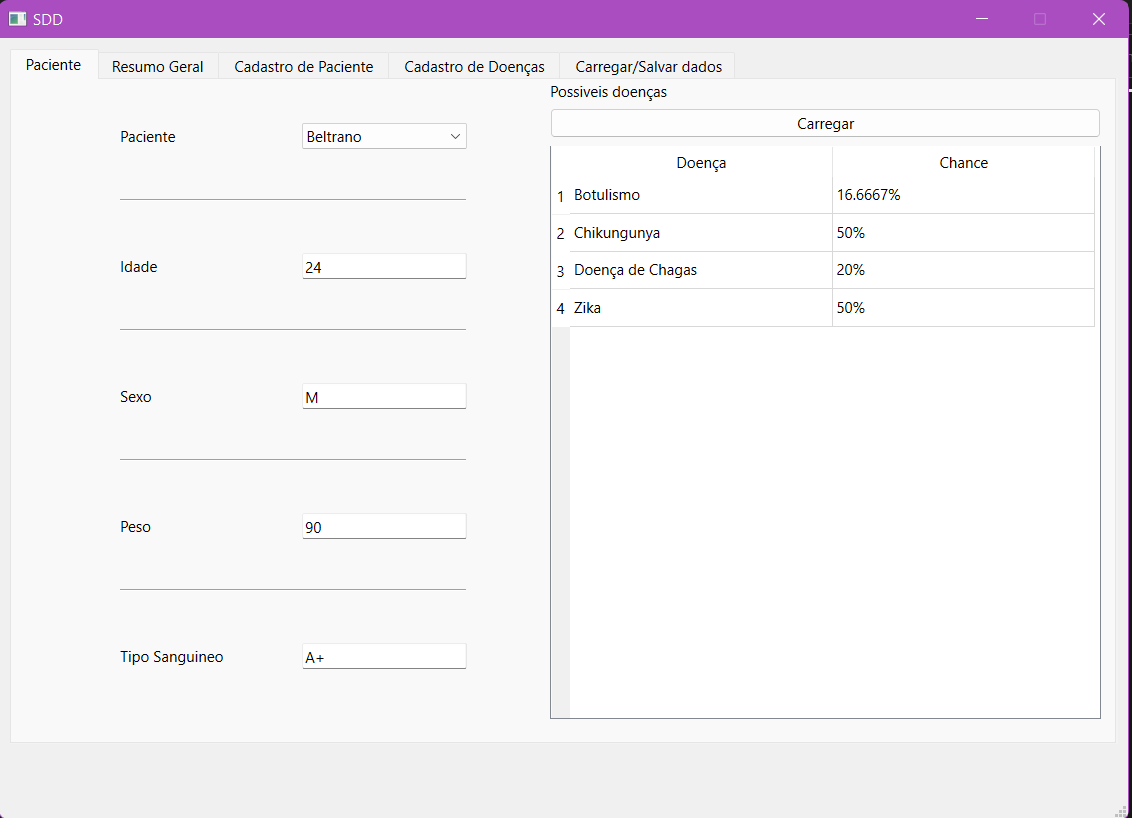 SDD
Paciente
Resumo Geral
Cadastro de Paciente
Cadastro de Doenças
Carregar/Salvar dados
Paciente
Beltrano
Idade
24
Sexo
M
Peso
90
Tipo Sanguineo
A+
Possiveis doenças
Carregar
Doença Chance
1 Botulismo 16.6667%
2 Chikungunya 50%
3 Doença de Chagas 20%
4 Zika 50%